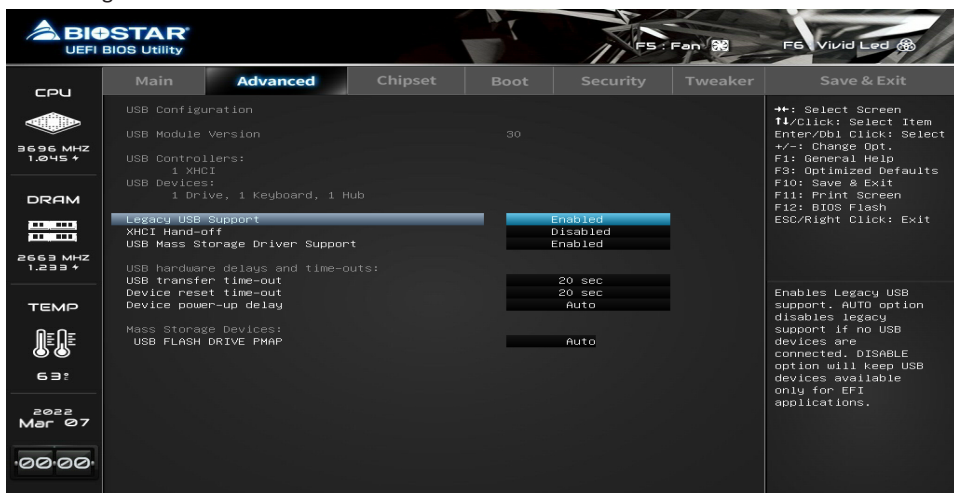 BIOSTAR®
UEFI BIOS Utility
F5 : Fan
F6 Vivid Led
CPU
3696 MHZ
1.045
DRAM
2663 MHZ
1.233
TEMP
63
2022
Mar 07
00:00
Main Advanced Chipset Boot Security Tweaker Save & Exit
USB Configuration
USB Module Version 30
USB Controllers:
1 XHCI
USB Devices:
1 Drive, 1 Keyboard, 1 Hub
Legacy USB Support Enabled
XHCI Hand-off Disabled
USB Mass Storage Driver Support Enabled
USB hardware delays and time-outs:
USB transfer time-out 20 sec
Device reset time-out 20 sec
Device power-up delay Auto
Mass Storage Devices:
USB FLASH DRIVE PMAP Auto
→←: Select Screen
↑↓/Click: Select Item
Enter/Dbl Click: Select
+/-: Change Opt.
F1: General Help
F3: Optimized Defaults
F10: Save & Exit
F11: Print Screen
F12: BIOS Flash
ESC/Right Click: Exit
Enables Legacy USB
support. AUTO option
disables legacy
support if no USB
devices are
connected. DISABLE
option will keep USB
devices available
only for EFI
applications.